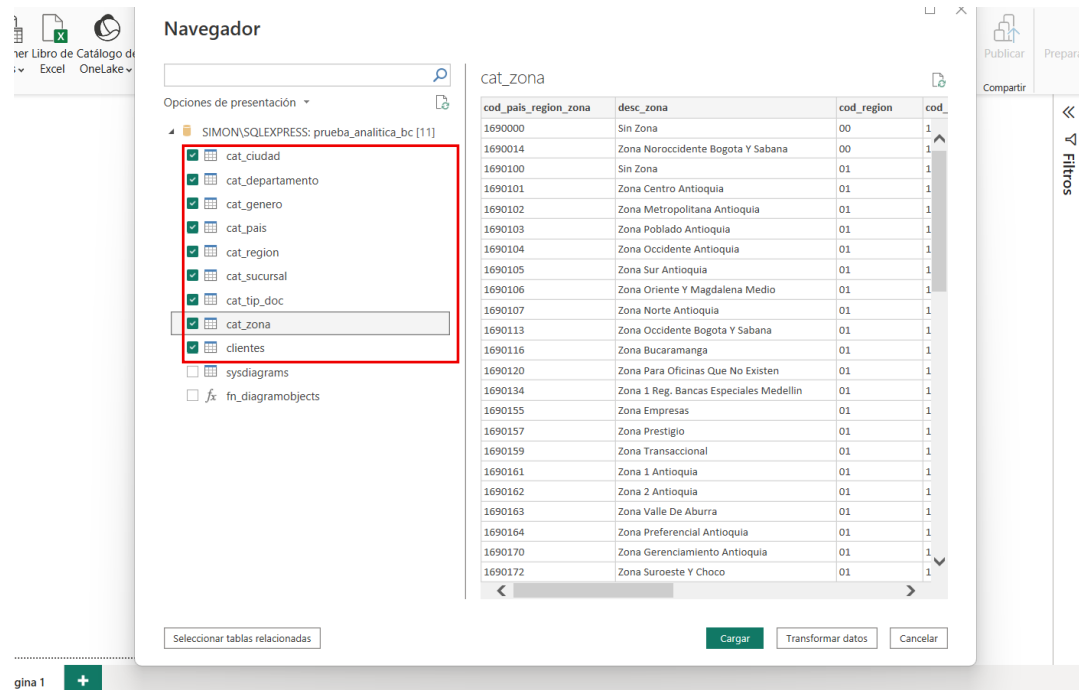 Navegador
ner Libro de Catálogo de
s Excel OneLake
Publicar
Prepara
Compartir
Filtros
Opciones de presentación
SIMON\SQLEXPRESS: prueba_analitica_bc [11]
cat_ciudad
cat_departamento
cat_genero
cat_pais
cat_region
cat_sucursal
cat_tip_doc
cat_zona
clientes
sysdiagrams
fx fn_diagramobjects
cat_zona
cod_pais_region_zona desc_zona cod_region cod_
1690000 Sin Zona 00 1
1690014 Zona Noroccidente Bogota Y Sabana 00 1
1690100 Sin Zona 01 1
1690101 Zona Centro Antioquia 01 1
1690102 Zona Metropolitana Antioquia 01 1
1690103 Zona Poblado Antioquia 01 1
1690104 Zona Occidente Antioquia 01 1
1690105 Zona Sur Antioquia 01 1
1690106 Zona Oriente Y Magdalena Medio 01 1
1690107 Zona Norte Antioquia 01 1
1690113 Zona Occidente Bogota Y Sabana 01 1
1690116 Zona Bucaramanga 01 1
1690120 Zona Para Oficinas Que No Existen 01 1
1690134 Zona 1 Reg. Bancas Especiales Medellin 01 1
1690155 Zona Empresas 01 1
1690157 Zona Prestigio 01 1
1690159 Zona Transaccional 01 1
1690161 Zona 1 Antioquia 01 1
1690162 Zona 2 Antioquia 01 1
1690163 Zona Valle De Aburra 01 1
1690164 Zona Preferencial Antioquia 01 1
1690170 Zona Gerenciamiento Antioquia 01 1
1690172 Zona Suroeste Y Choco 01 1
Seleccionar tablas relacionadas
Cargar
Transformar datos
Cancelar
gina 1